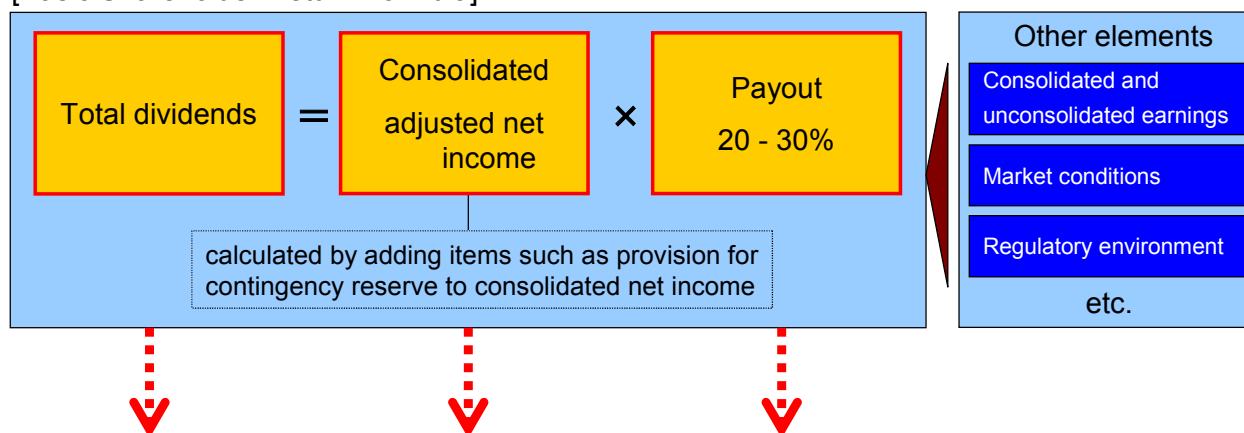 Other elements
Total dividends
=
Consolidated
adjusted net
income
×
Payout
20 - 30%
calculated by adding items such as provision for
contingency reserve to consolidated net income
Consolidated and
unconsolidated earnings
Market conditions
Regulatory environment
etc.